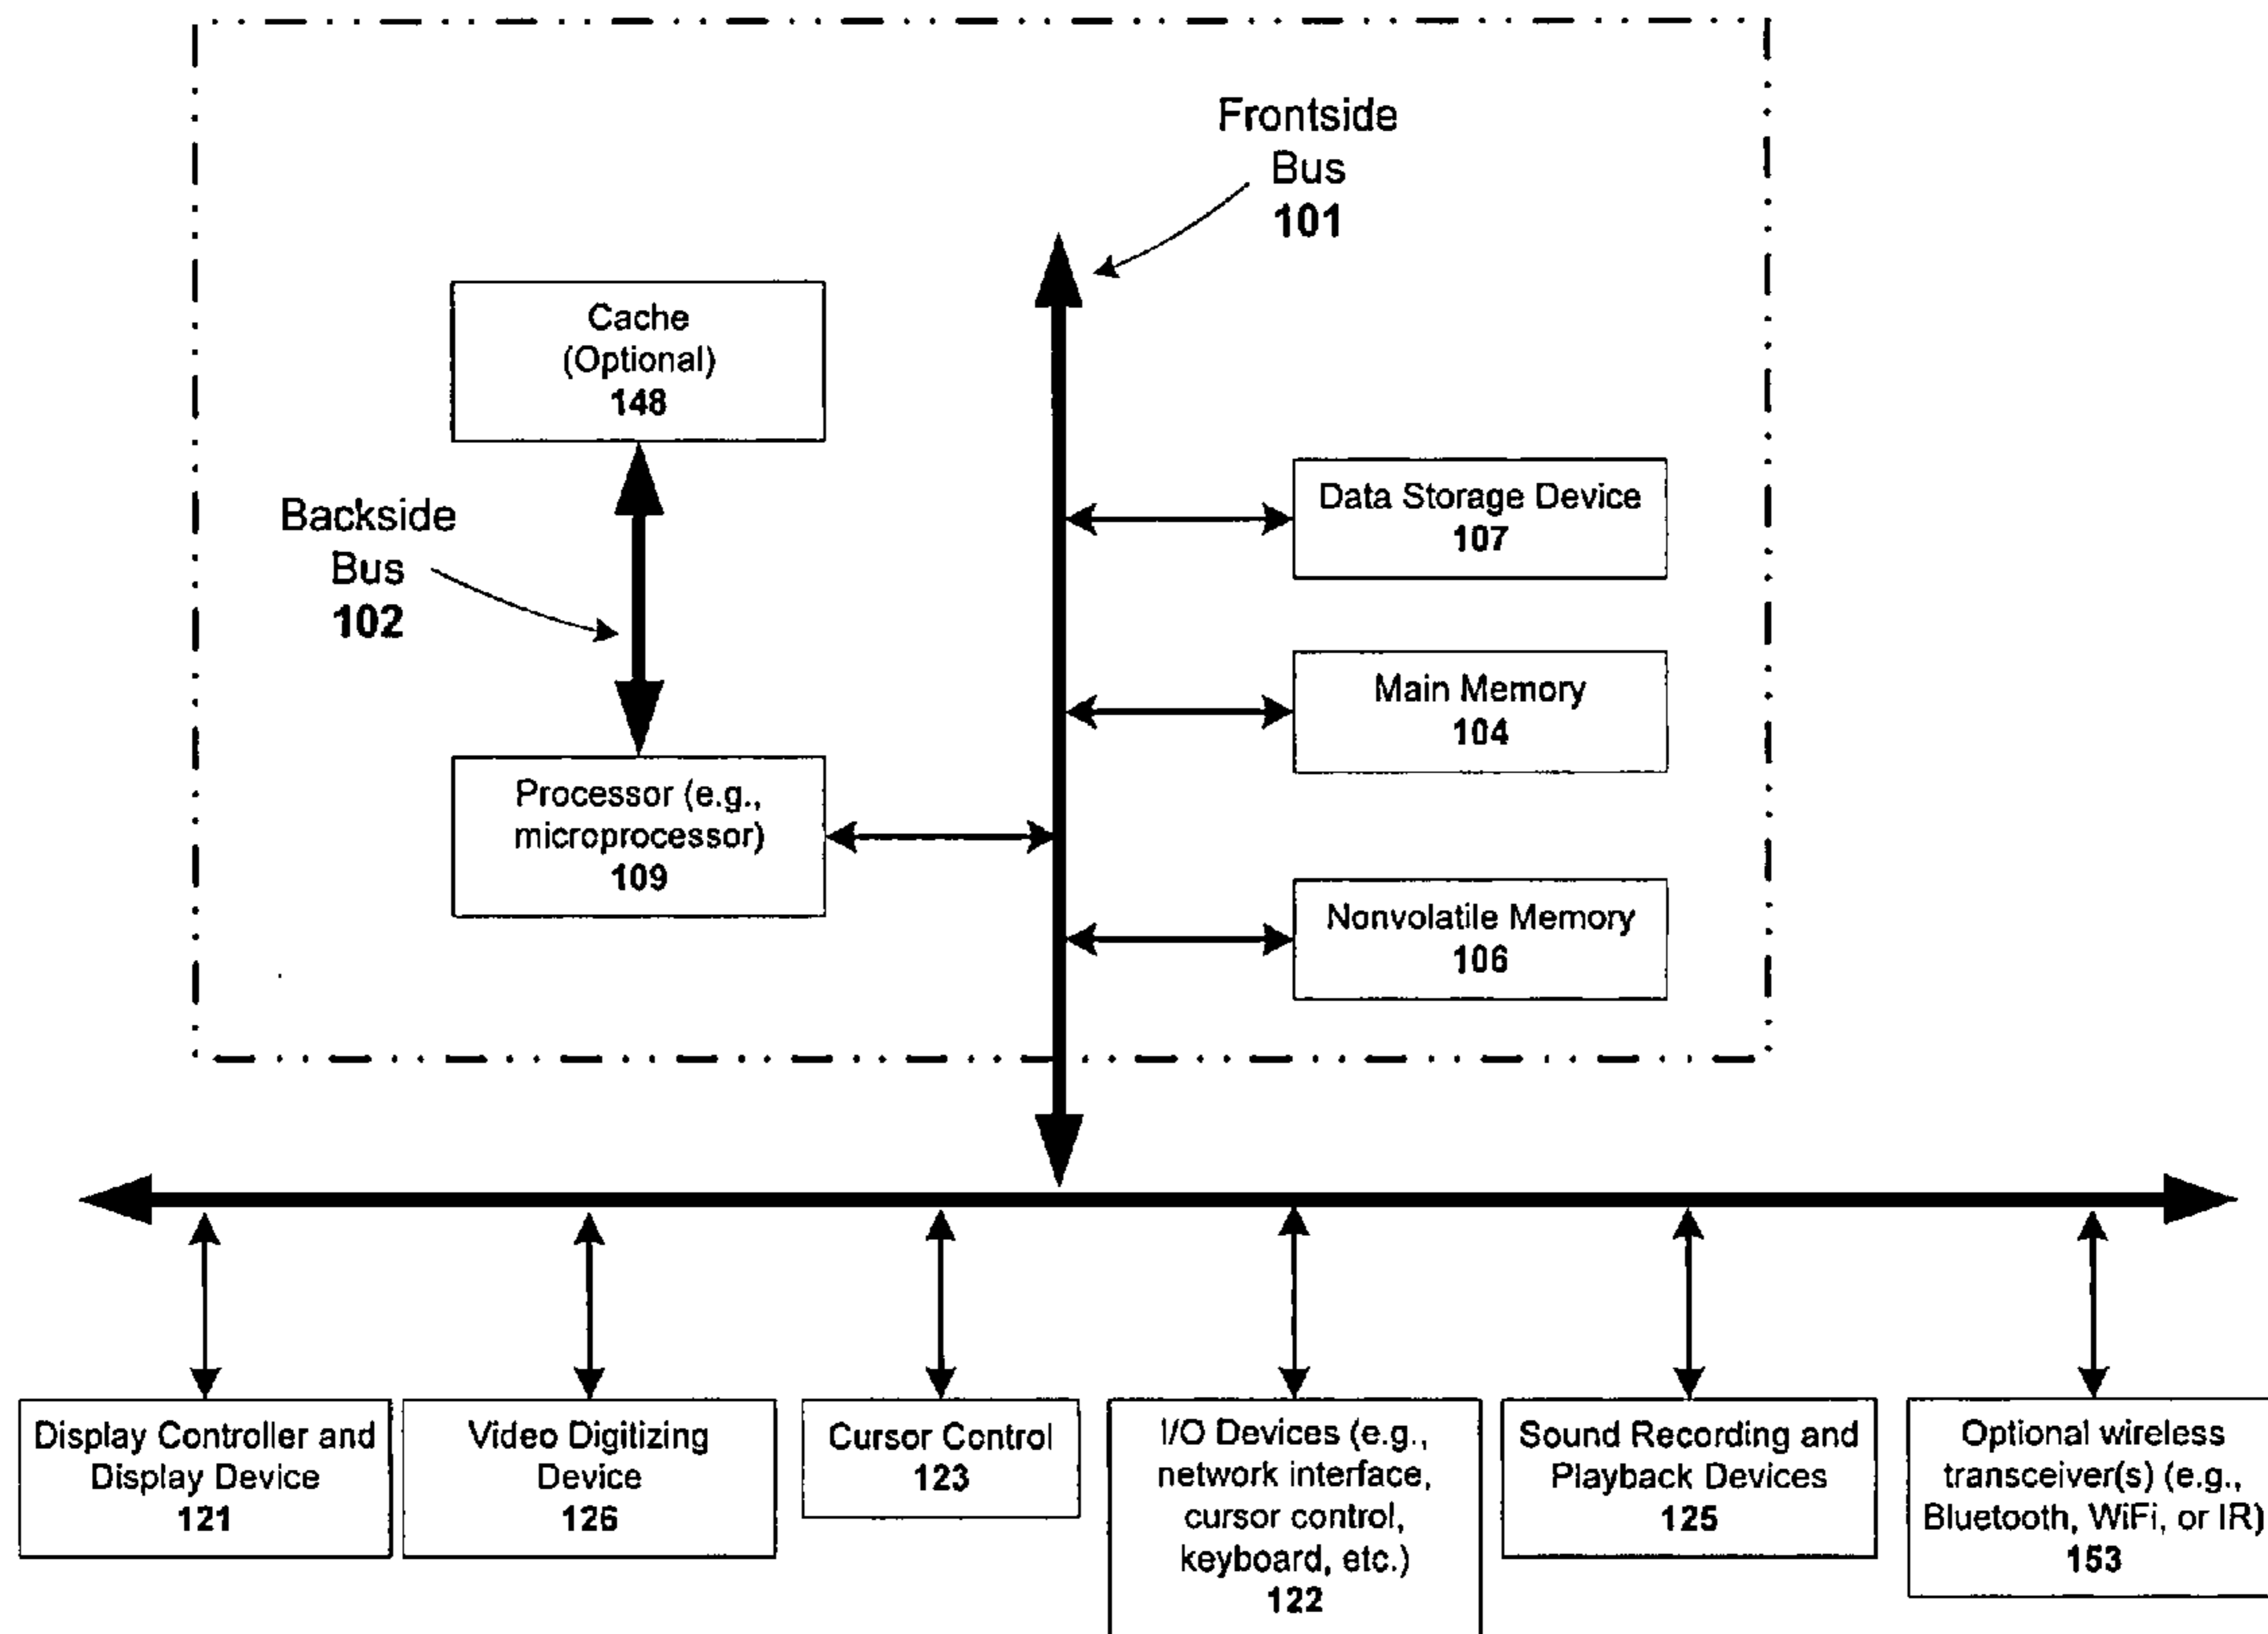 Frontside
Bus
101
Cache
(Optional)
148
Backside
Bus
102
Data Storage Device
107
Main Memory
104
Processor (e.g.,
microprocessor)
109
Nonvolatile Memory
106
Display Controller and
Display Device
121
Video Digitizing
Device
126
Cursor Control
123
I/O Devices (e.g.,
network interface,
cursor control,
keyboard, etc.)
122
Sound Recording and
Playback Devices
125
Optional wireless
transceiver(s) (e.g.,
Bluetooth, WiFi, or IR)
153